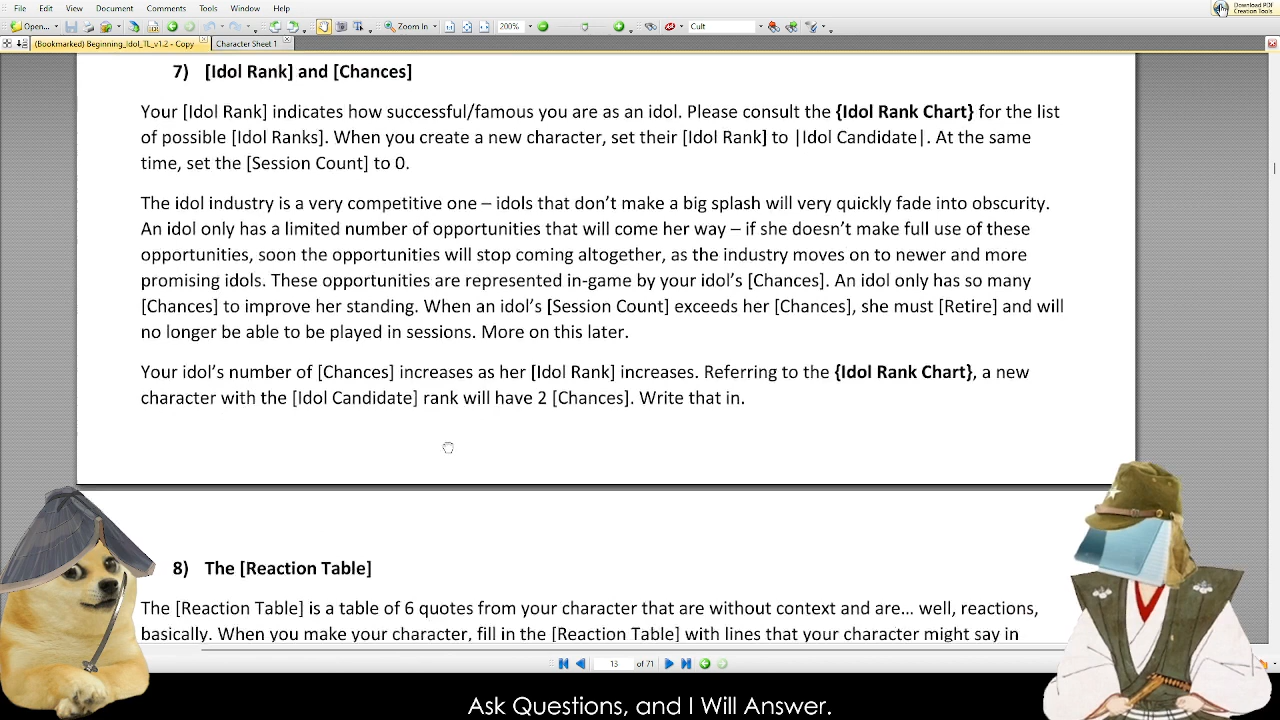 File Edit View Document Comments Tools Window Help
Download PDF
Creation Tools
Open... Zoom In 200% Cult
(Bookmarked) Beginning_Idol_TL_v1.2 - Copy Character Sheet 1
7) [Idol Rank] and [Chances]
Your [Idol Rank] indicates how successful/famous you are as an idol. Please consult the {Idol Rank Chart} for the list
of possible [Idol Ranks]. When you create a new character, set their [Idol Rank] to |Idol Candidate|. At the same
time, set the [Session Count] to 0.
The idol industry is a very competitive one – idols that don’t make a big splash will very quickly fade into obscurity.
An idol only has a limited number of opportunities that will come her way – if she doesn’t make full use of these
opportunities, soon the opportunities will stop coming altogether, as the industry moves on to newer and more
promising idols. These opportunities are represented in-game by your idol’s [Chances]. An idol only has so many
[Chances] to improve her standing. When an idol’s [Session Count] exceeds her [Chances], she must [Retire] and will
no longer be able to be played in sessions. More on this later.
Your idol’s number of [Chances] increases as her [Idol Rank] increases. Referring to the {Idol Rank Chart}, a new
character with the [Idol Candidate] rank will have 2 [Chances]. Write that in.
8) The [Reaction Table]
The [Reaction Table] is a table of 6 quotes from your character that are without context and are… well, reactions,
basically. When you make your character, fill in the [Reaction Table] with lines that your character might say in
13 of 71
Ask Questions, and I Will Answer.